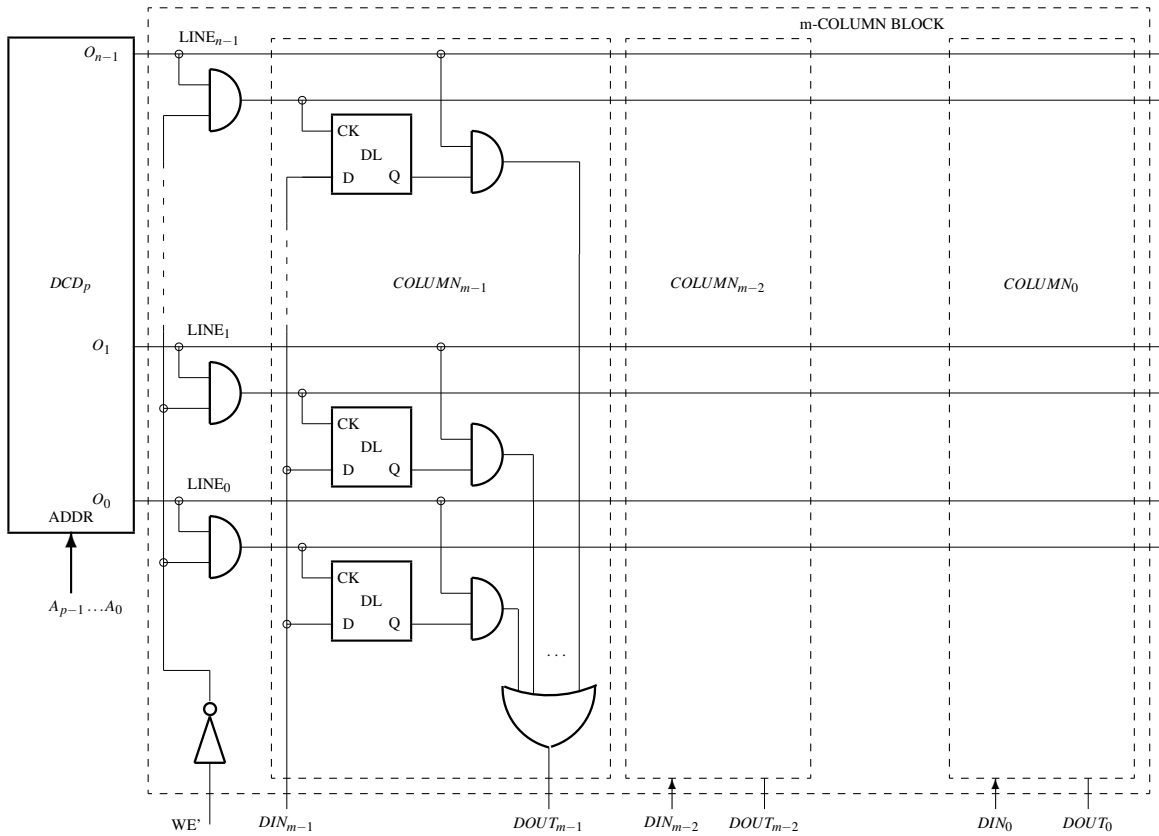 m-COLUMN BLOCK
O_{n−1}
LINE_{n−1}
CK
DL
D
Q
DCD_p
COLUMN_{m−1}
COLUMN_{m−2}
COLUMN_0
O_1
LINE_1
CK
DL
D
Q
O_0
LINE_0
ADDR
CK
DL
D
Q
A_{p−1} … A_0
. . .
WE'
DIN_{m−1}
DOUT_{m−1}
DIN_{m−2}
DOUT_{m−2}
DIN_0
DOUT_0